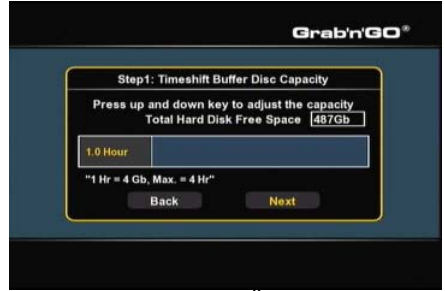 Grab'n'GO®
Step1: Timeshift Buffer Disc Capacity
Press up and down key to adjust the capacity
Total Hard Disk Free Space 487Gb
1.0 Hour
"1 Hr = 4 Gb, Max. = 4 Hr"
Back Next